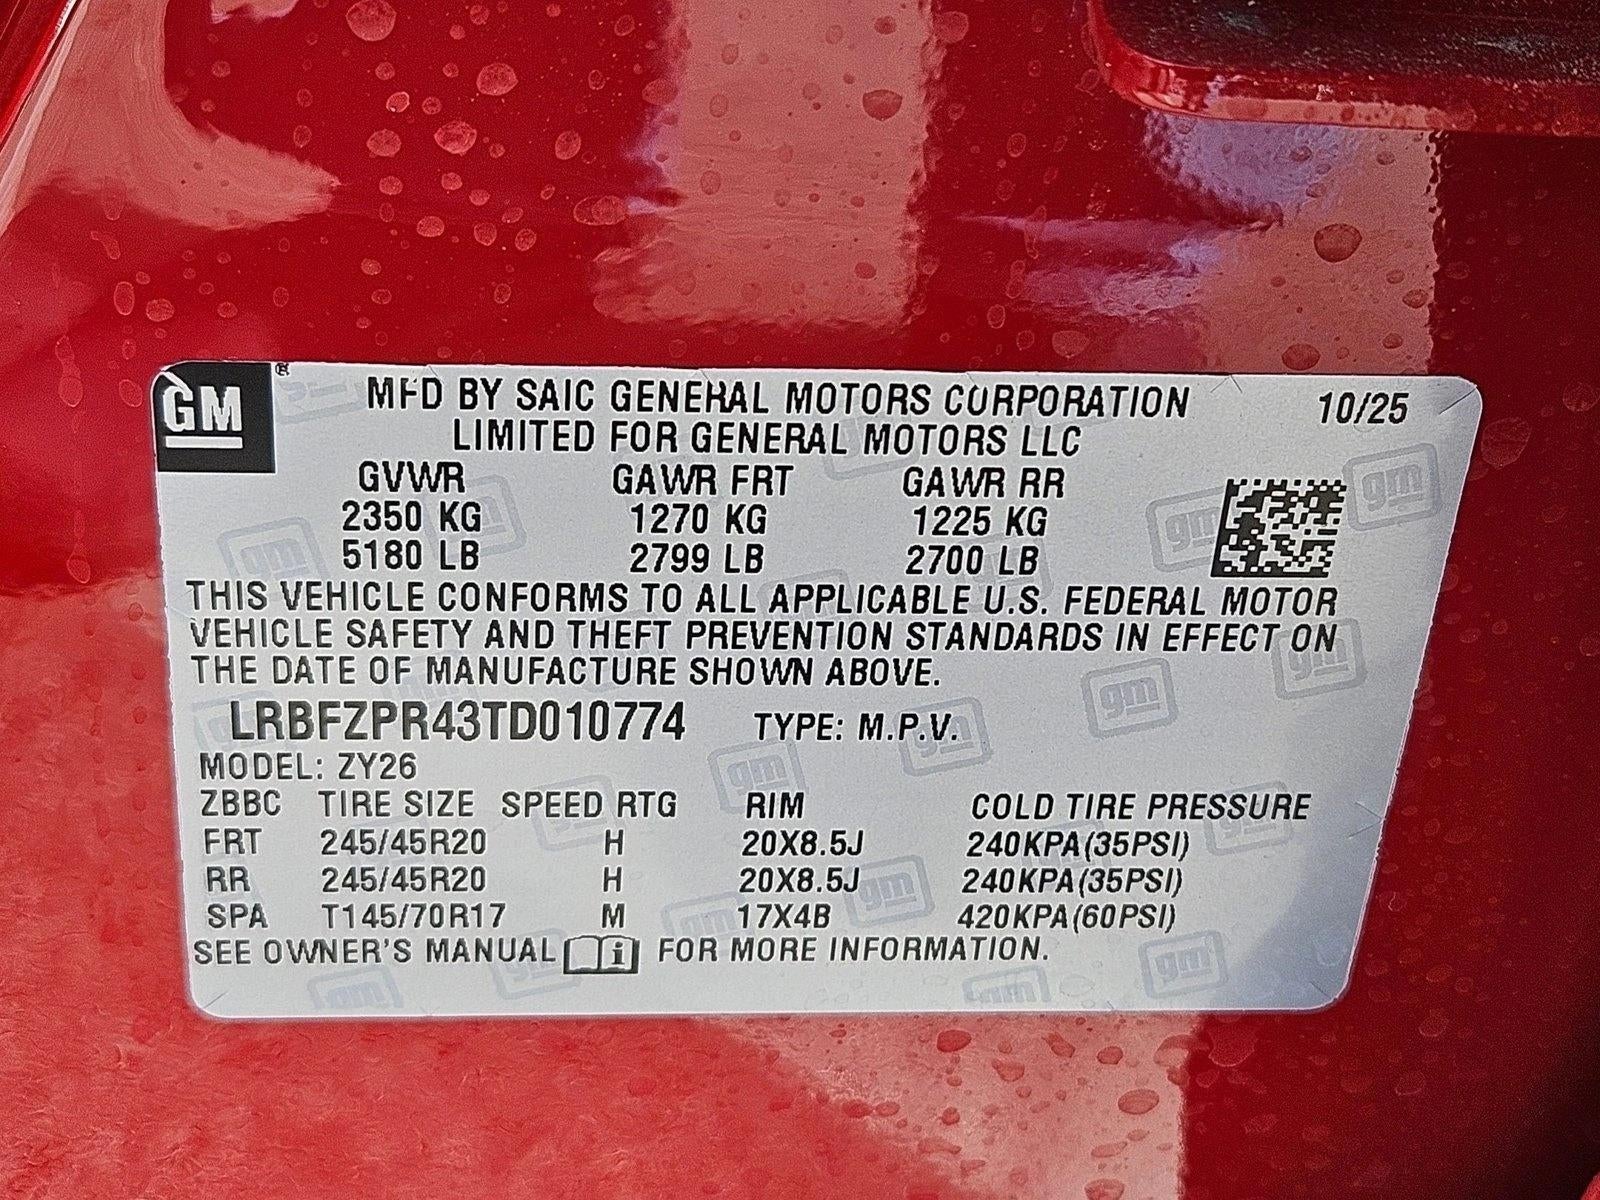 GM ®
MFD BY SAIC GENERAL MOTORS CORPORATION 10/25
LIMITED FOR GENERAL MOTORS LLC
GVWR GAWR FRT GAWR RR
2350 KG 1270 KG 1225 KG
5180 LB 2799 LB 2700 LB
THIS VEHICLE CONFORMS TO ALL APPLICABLE U.S. FEDERAL MOTOR
VEHICLE SAFETY AND THEFT PREVENTION STANDARDS IN EFFECT ON
THE DATE OF MANUFACTURE SHOWN ABOVE.
LRBFZPR43TD010774 TYPE: M.P.V.
MODEL: ZY26
ZBBC TIRE SIZE SPEED RTG RIM COLD TIRE PRESSURE
FRT 245/45R20 H 20X8.5J 240KPA(35PSI)
RR 245/45R20 H 20X8.5J 240KPA(35PSI)
SPA T145/70R17 M 17X4B 420KPA(60PSI)
SEE OWNER'S MANUAL i FOR MORE INFORMATION.